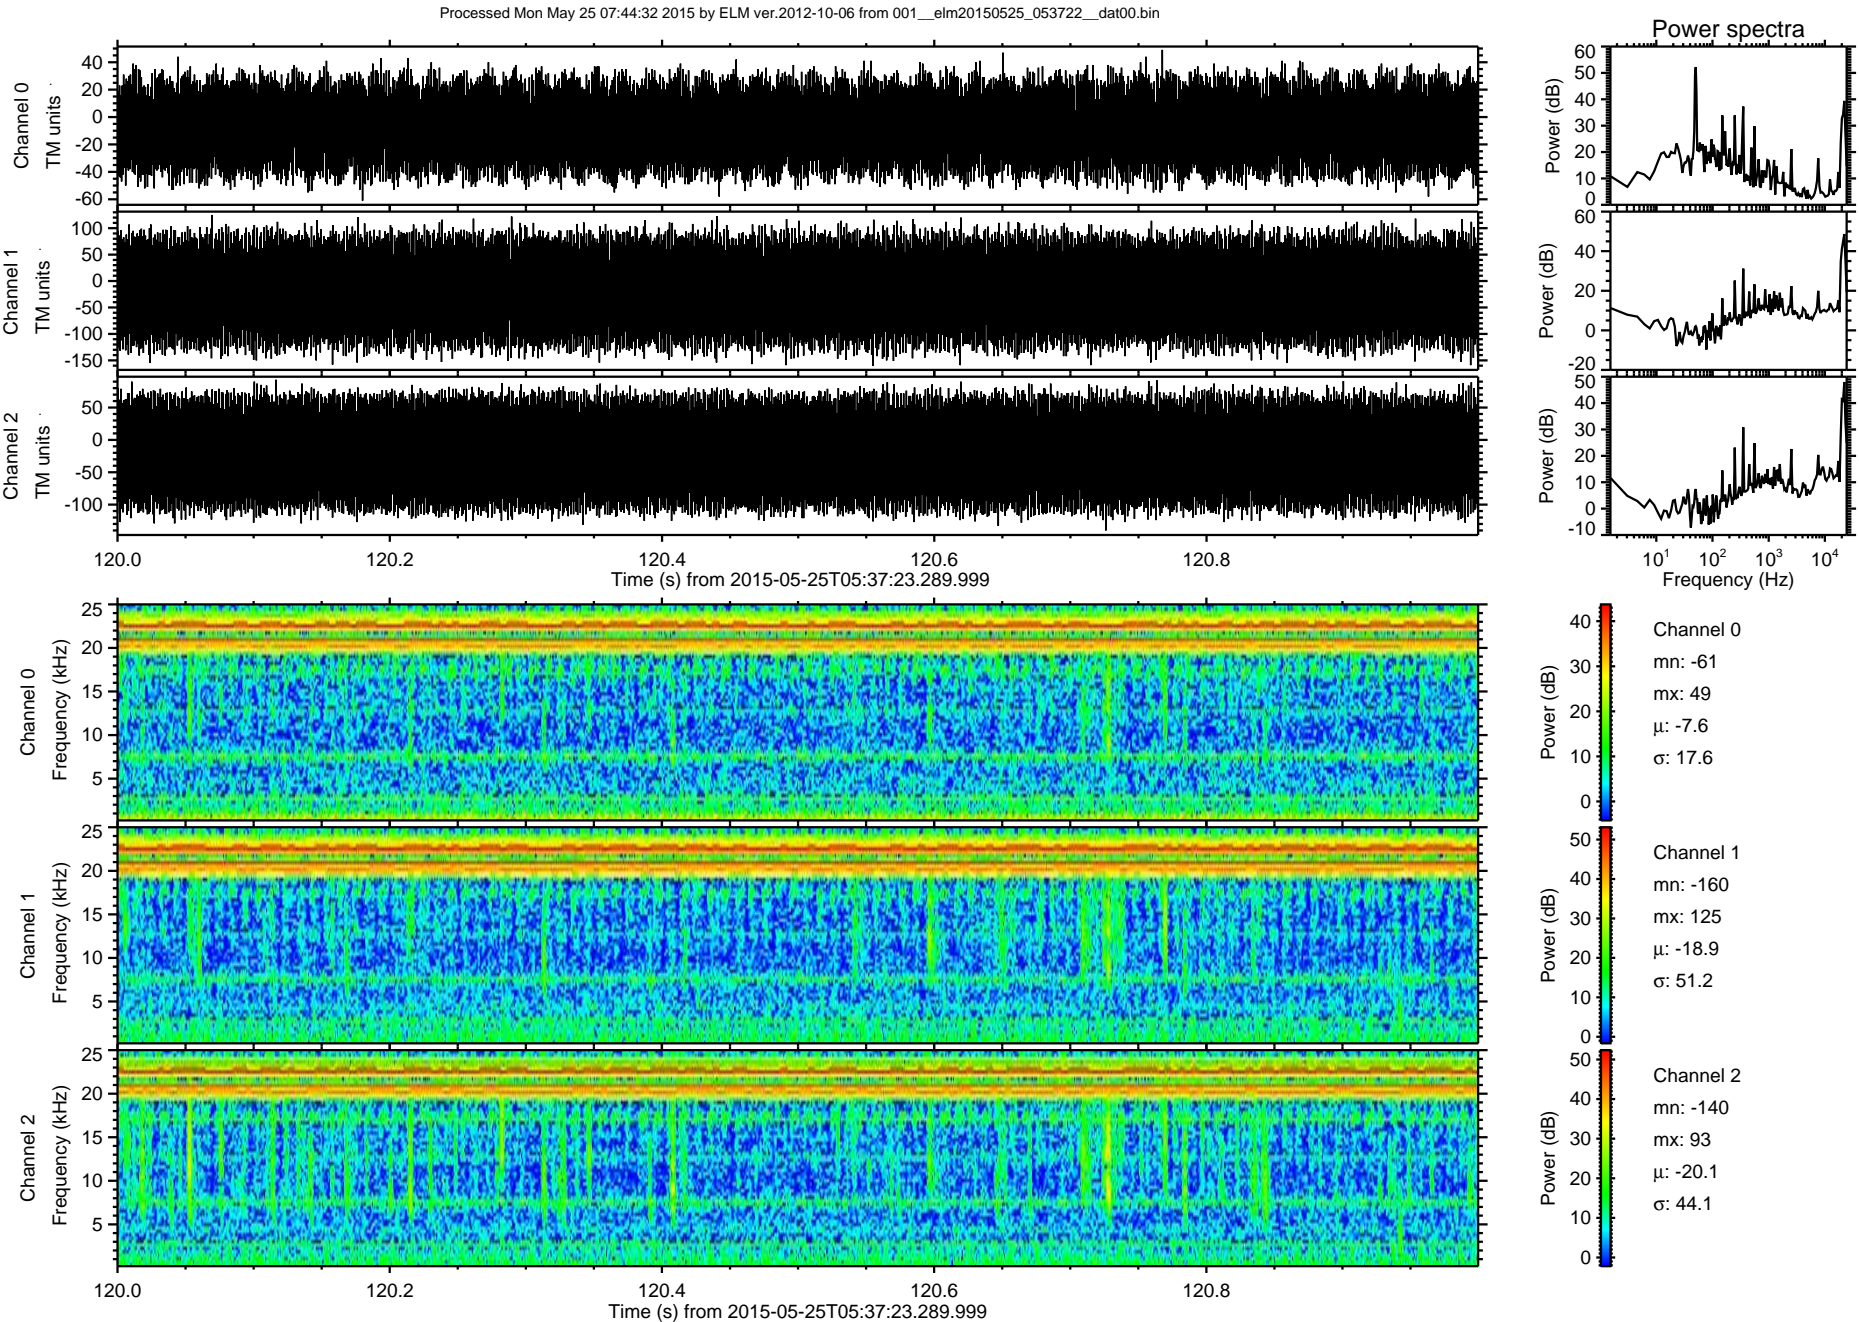 Processed Mon May 25 07:44:32 2015 by ELM ver.2012-10-06 from 001__elm20150525_053722__dat00.bin
Power spectra
Channel 0
TM units
40
20
0
-20
-40
-60
Power (dB)
60
50
40
30
20
10
0
Channel 1
TM units
100
50
0
-50
-100
-150
Power (dB)
60
40
20
0
-20
Channel 2
TM units
50
0
-50
-100
Power (dB)
50
40
30
20
10
0
-10
120.0 120.2 120.4 120.6 120.8
Time (s) from 2015-05-25T05:37:23.289.999
10¹ 10² 10³ 10⁴
Frequency (Hz)
Channel 0
Frequency (kHz)
25
20
15
10
5
Power (dB)
40
30
20
10
0
Channel 0
mn: -61
mx: 49
μ: -7.6
σ: 17.6
Channel 1
Frequency (kHz)
25
20
15
10
5
Power (dB)
50
40
30
20
10
0
Channel 1
mn: -160
mx: 125
μ: -18.9
σ: 51.2
Channel 2
Frequency (kHz)
25
20
15
10
5
Power (dB)
50
40
30
20
10
0
Channel 2
mn: -140
mx: 93
μ: -20.1
σ: 44.1
120.0 120.2 120.4 120.6 120.8
Time (s) from 2015-05-25T05:37:23.289.999